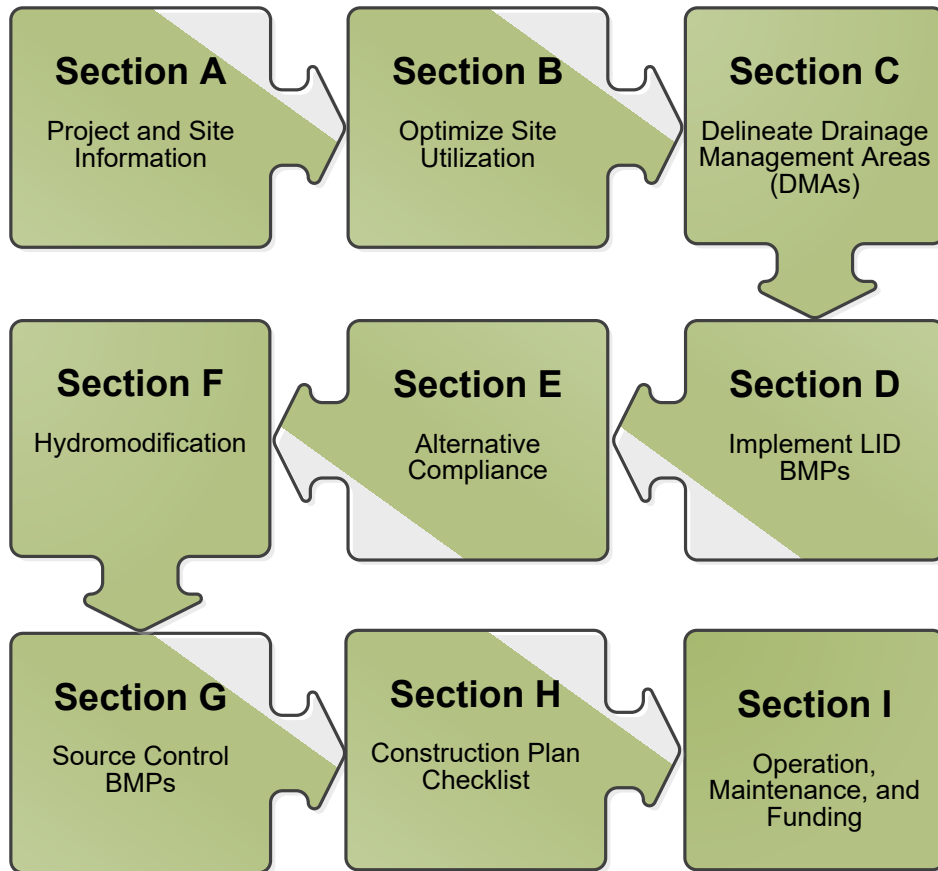 Section A
Project and Site
Information
Section B
Optimize Site
Utilization
Section C
Delineate Drainage
Management Areas
(DMAs)
Section D
Implement LID
BMPs
Section E
Alternative
Compliance
Section F
Hydromodification
Section G
Source Control
BMPs
Section H
Construction Plan
Checklist
Section I
Operation,
Maintenance, and
Funding